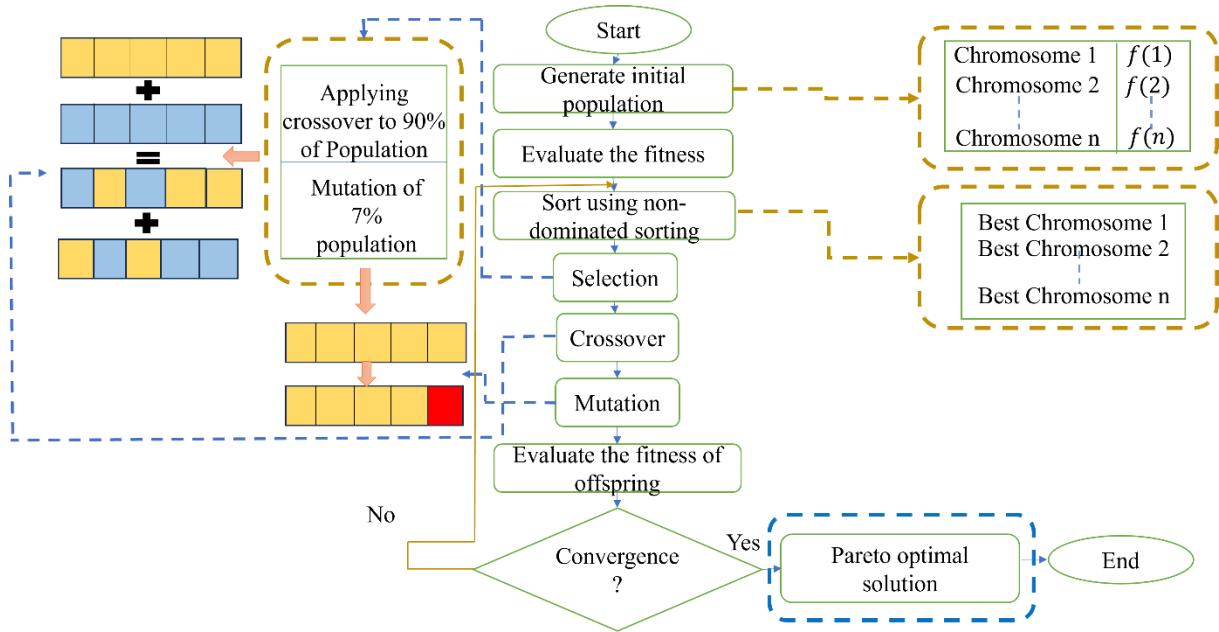 Start
Generate initial
population
Evaluate the fitness
Sort using non-
dominated sorting
Selection
Crossover
Mutation
Evaluate the fitness of
offspring
Convergence
?
No
Yes
Pareto optimal
solution
End
Applying
crossover to 90%
of Population
Mutation of
7%
population
+
=
+
Chromosome 1 f(1)
Chromosome 2 f(2)
Chromosome n f(n)
Best Chromosome 1
Best Chromosome 2
Best Chromosome n